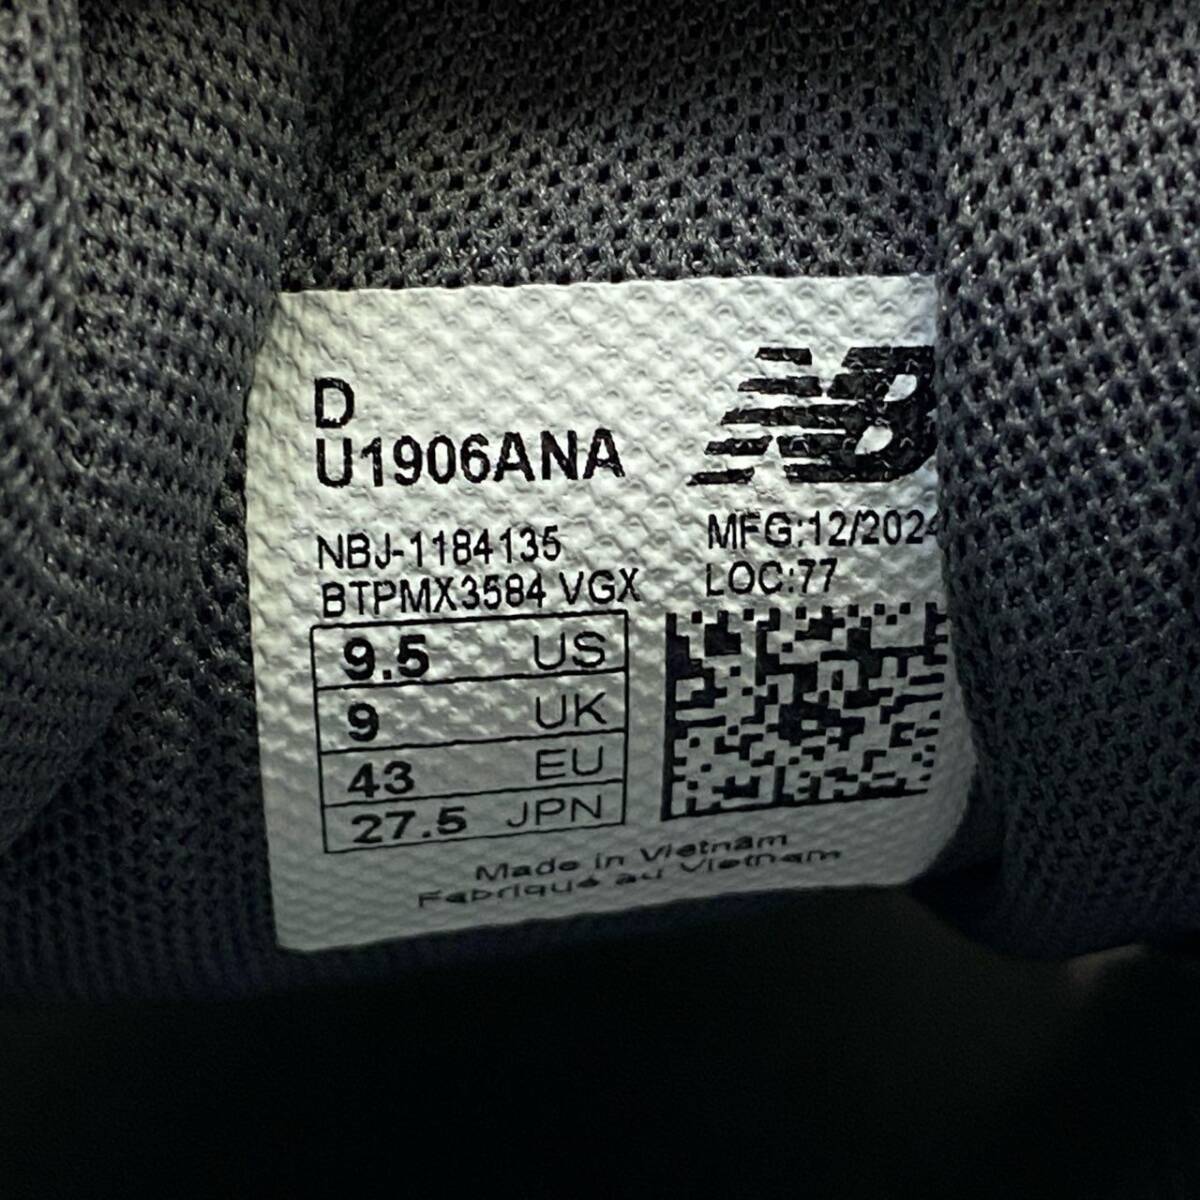 D
U1906ANA
NB
NBJ-1184135
MFG:12/2024
BTPMX3584 VGX
LOC:77
9.5 US
9 UK
43 EU
27.5 JPN
Made in Vietnam
Fabriqué au Vietnam